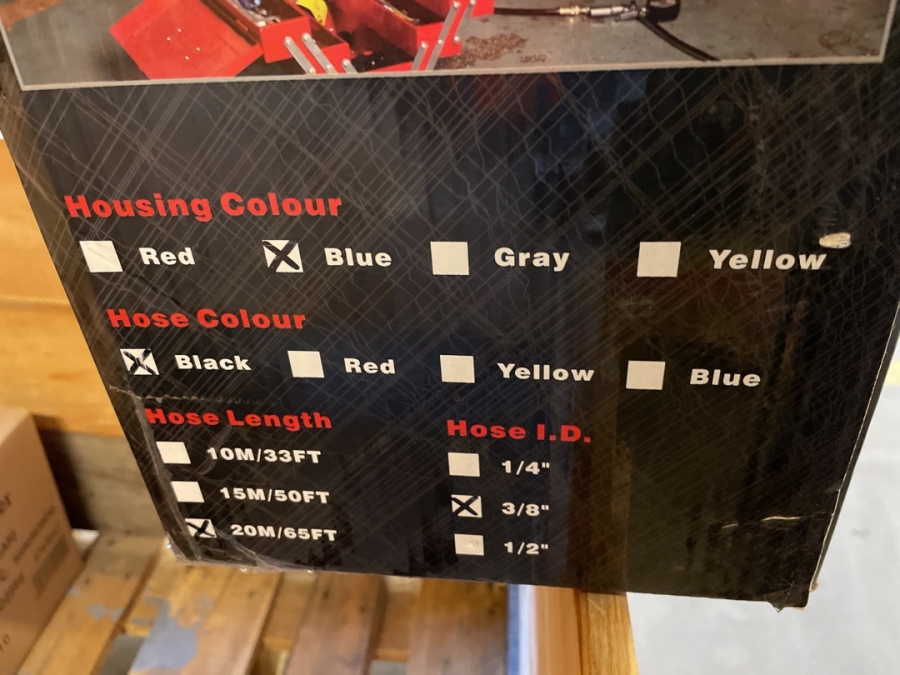 Housing Colour
Red Blue Gray Yellow
Hose Colour
Black Red Yellow Blue
Hose Length
10M/33FT
15M/50FT
20M/65FT
Hose I.D.
1/4"
3/8"
1/2"